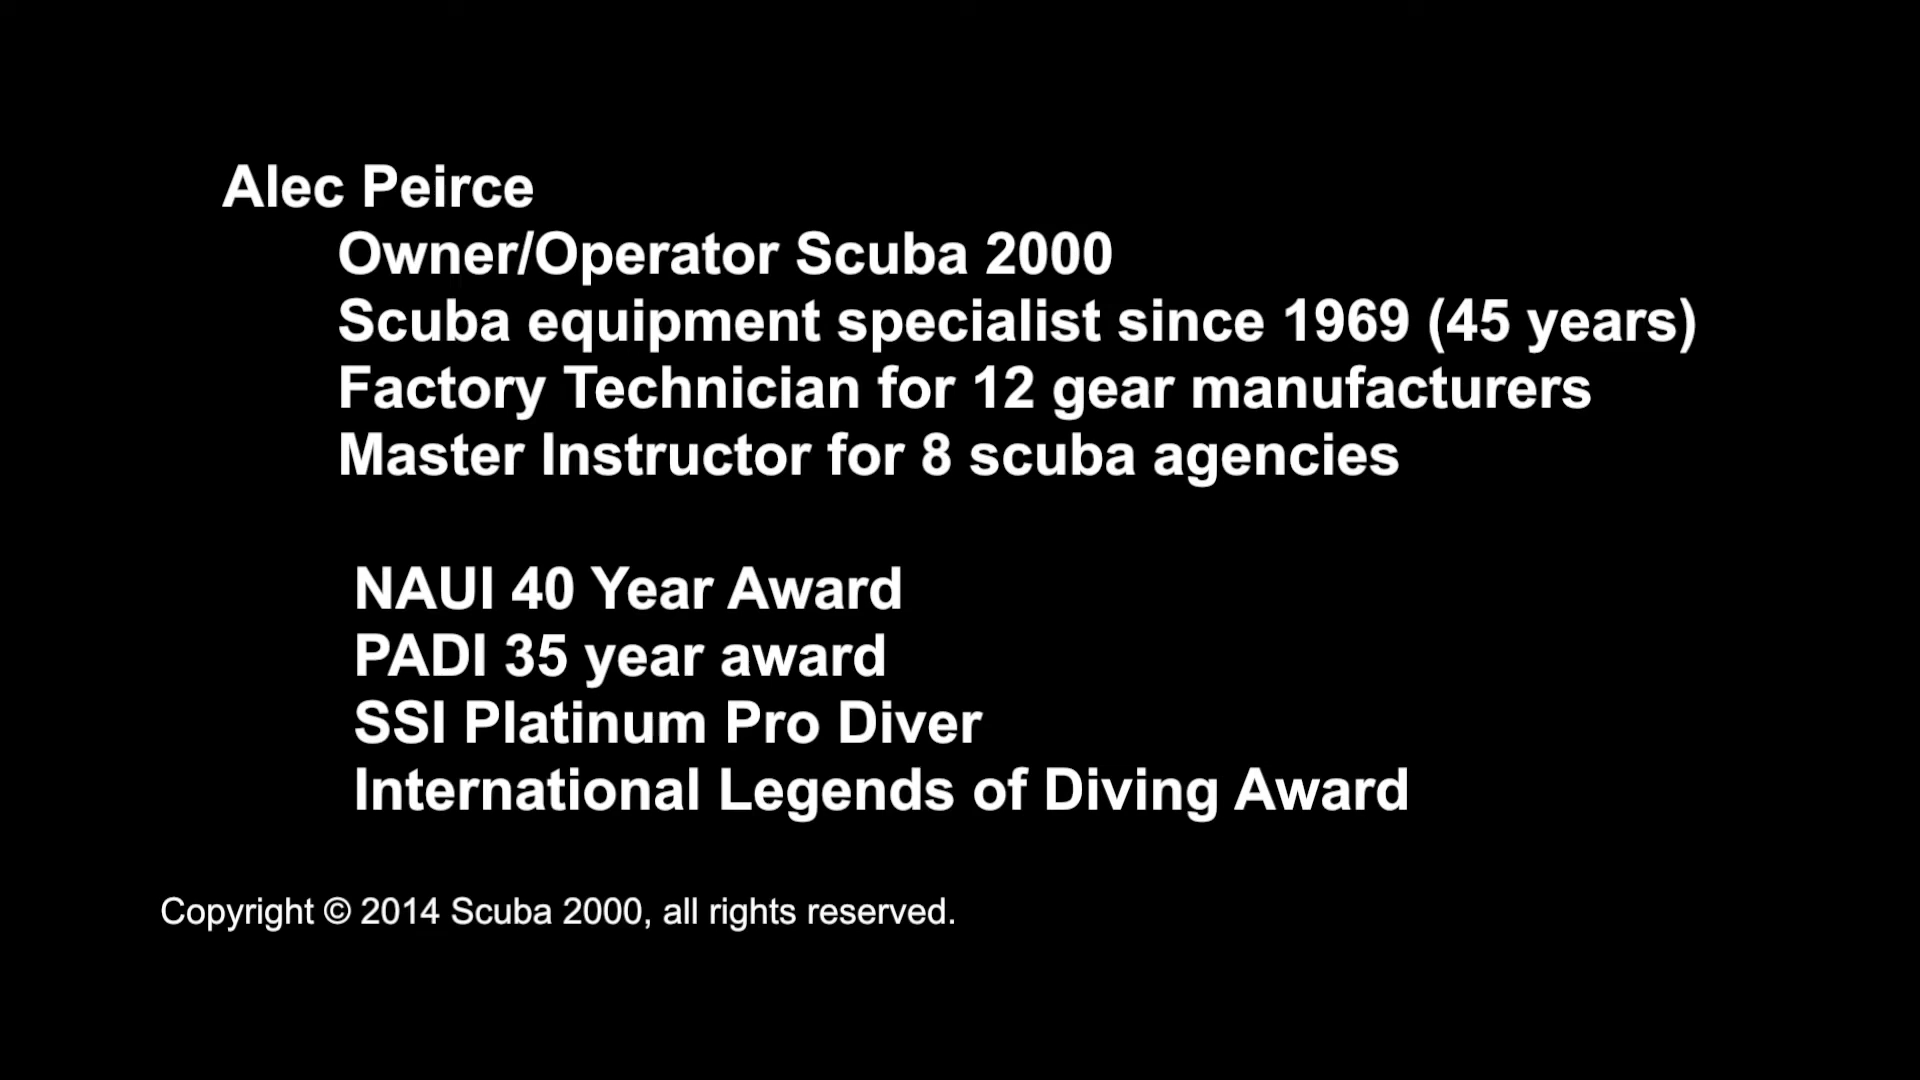 Alec Peirce
Owner/Operator Scuba 2000
Scuba equipment specialist since 1969 (45 years)
Factory Technician for 12 gear manufacturers
Master Instructor for 8 scuba agencies
NAUI 40 Year Award
PADI 35 year award
SSI Platinum Pro Diver
International Legends of Diving Award
Copyright © 2014 Scuba 2000, all rights reserved.